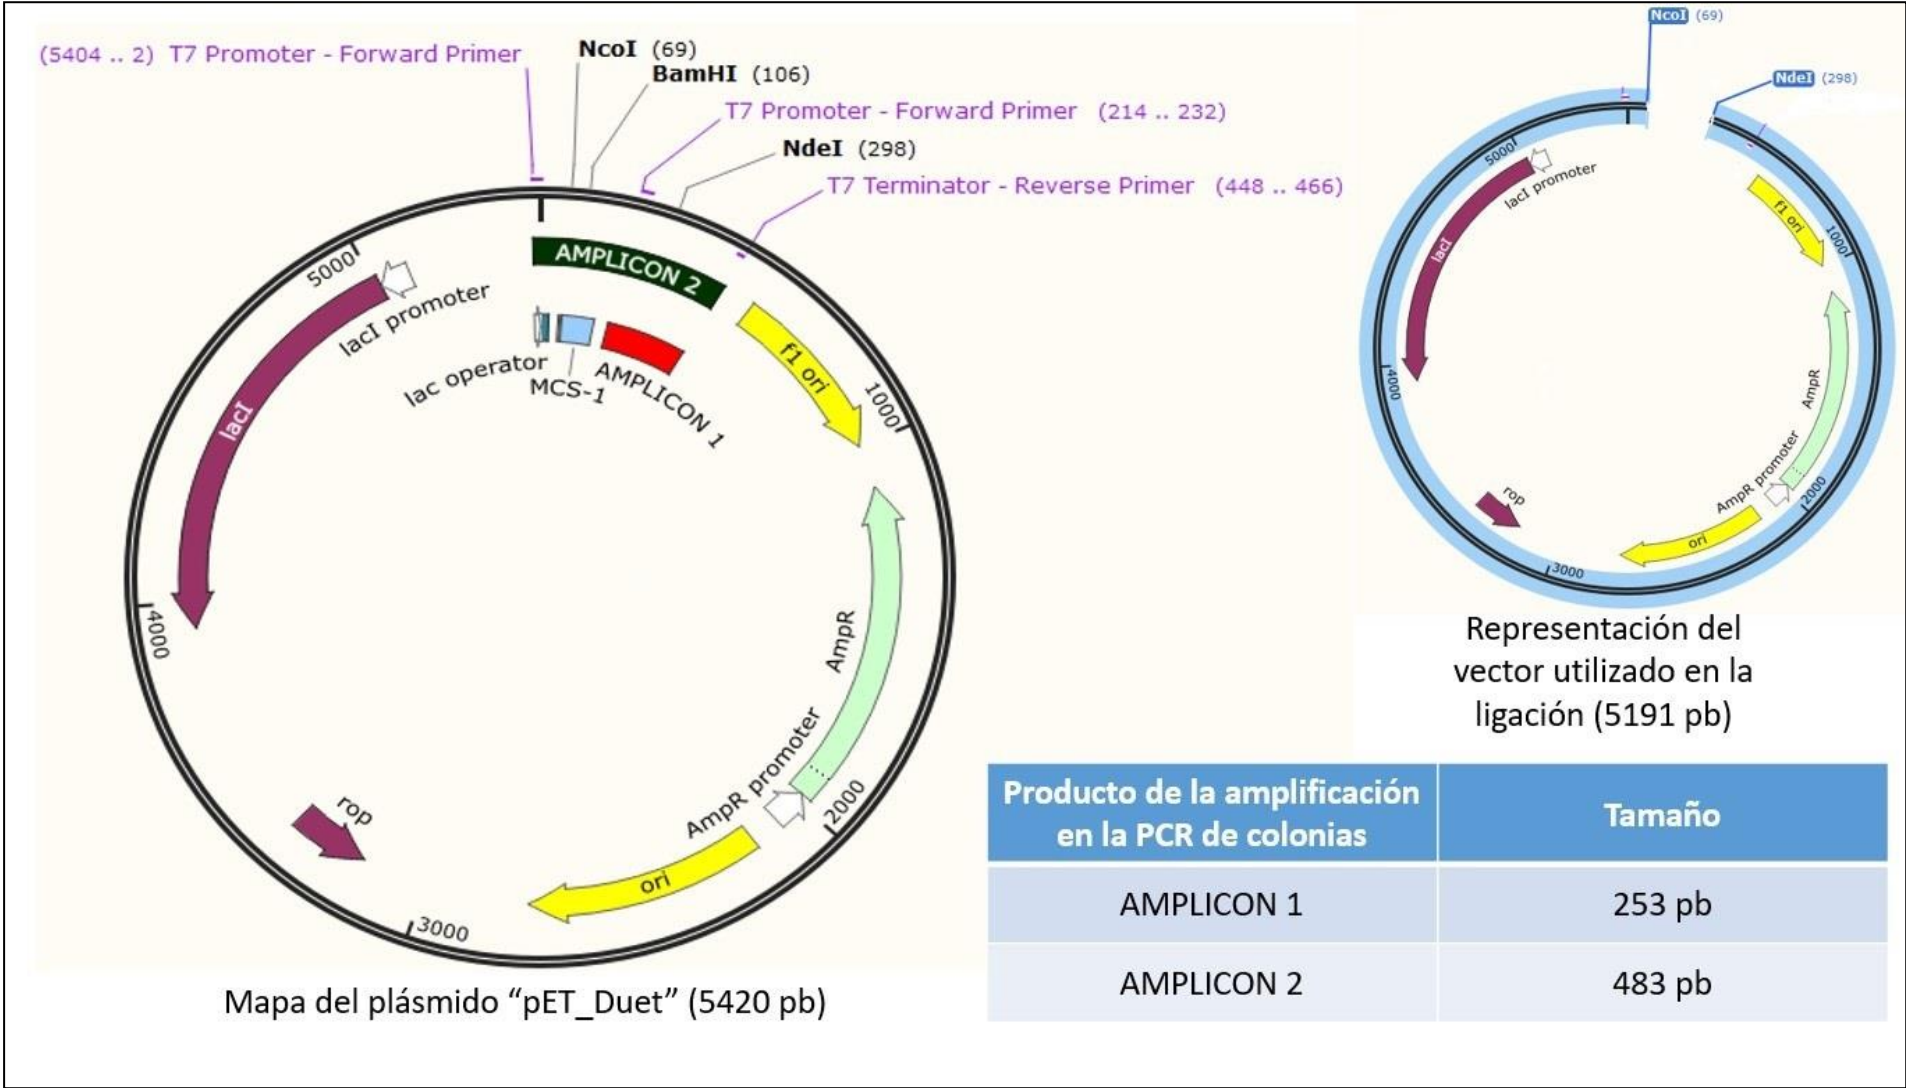 (5404 .. 2) T7 Promoter - Forward Primer
NcoI (69)
BamHI (106)
T7 Promoter - Forward Primer (214 .. 232)
NdeI (298)
T7 Terminator - Reverse Primer (448 .. 466)
AMPLICON 2
5000
lacI promoter
lac operator
MCS-1
AMPLICON 1
f1 ori
1000
lacI
4000
AmpR
AmpR promoter
2000
rop
ori
3000
Mapa del plásmido “pET_Duet” (5420 pb)
NcoI (69)
NdeI (298)
5000
lacI promoter
f1 ori
1000
lacI
4000
AmpR
AmpR promoter
2000
rop
ori
3000
Representación del
vector utilizado en la
ligación (5191 pb)
Producto de la amplificación
en la PCR de colonias
Tamaño
AMPLICON 1
253 pb
AMPLICON 2
483 pb